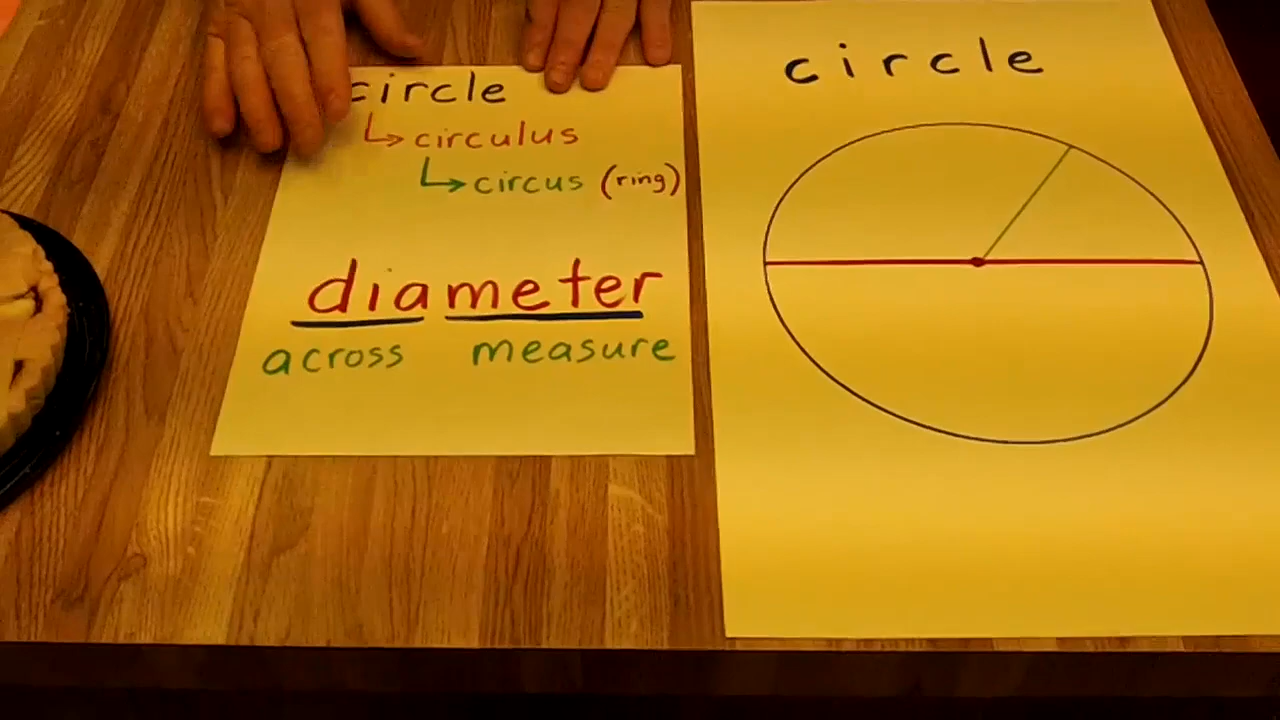 circle
circulus
circus (ring)
diameter
across measure
circle